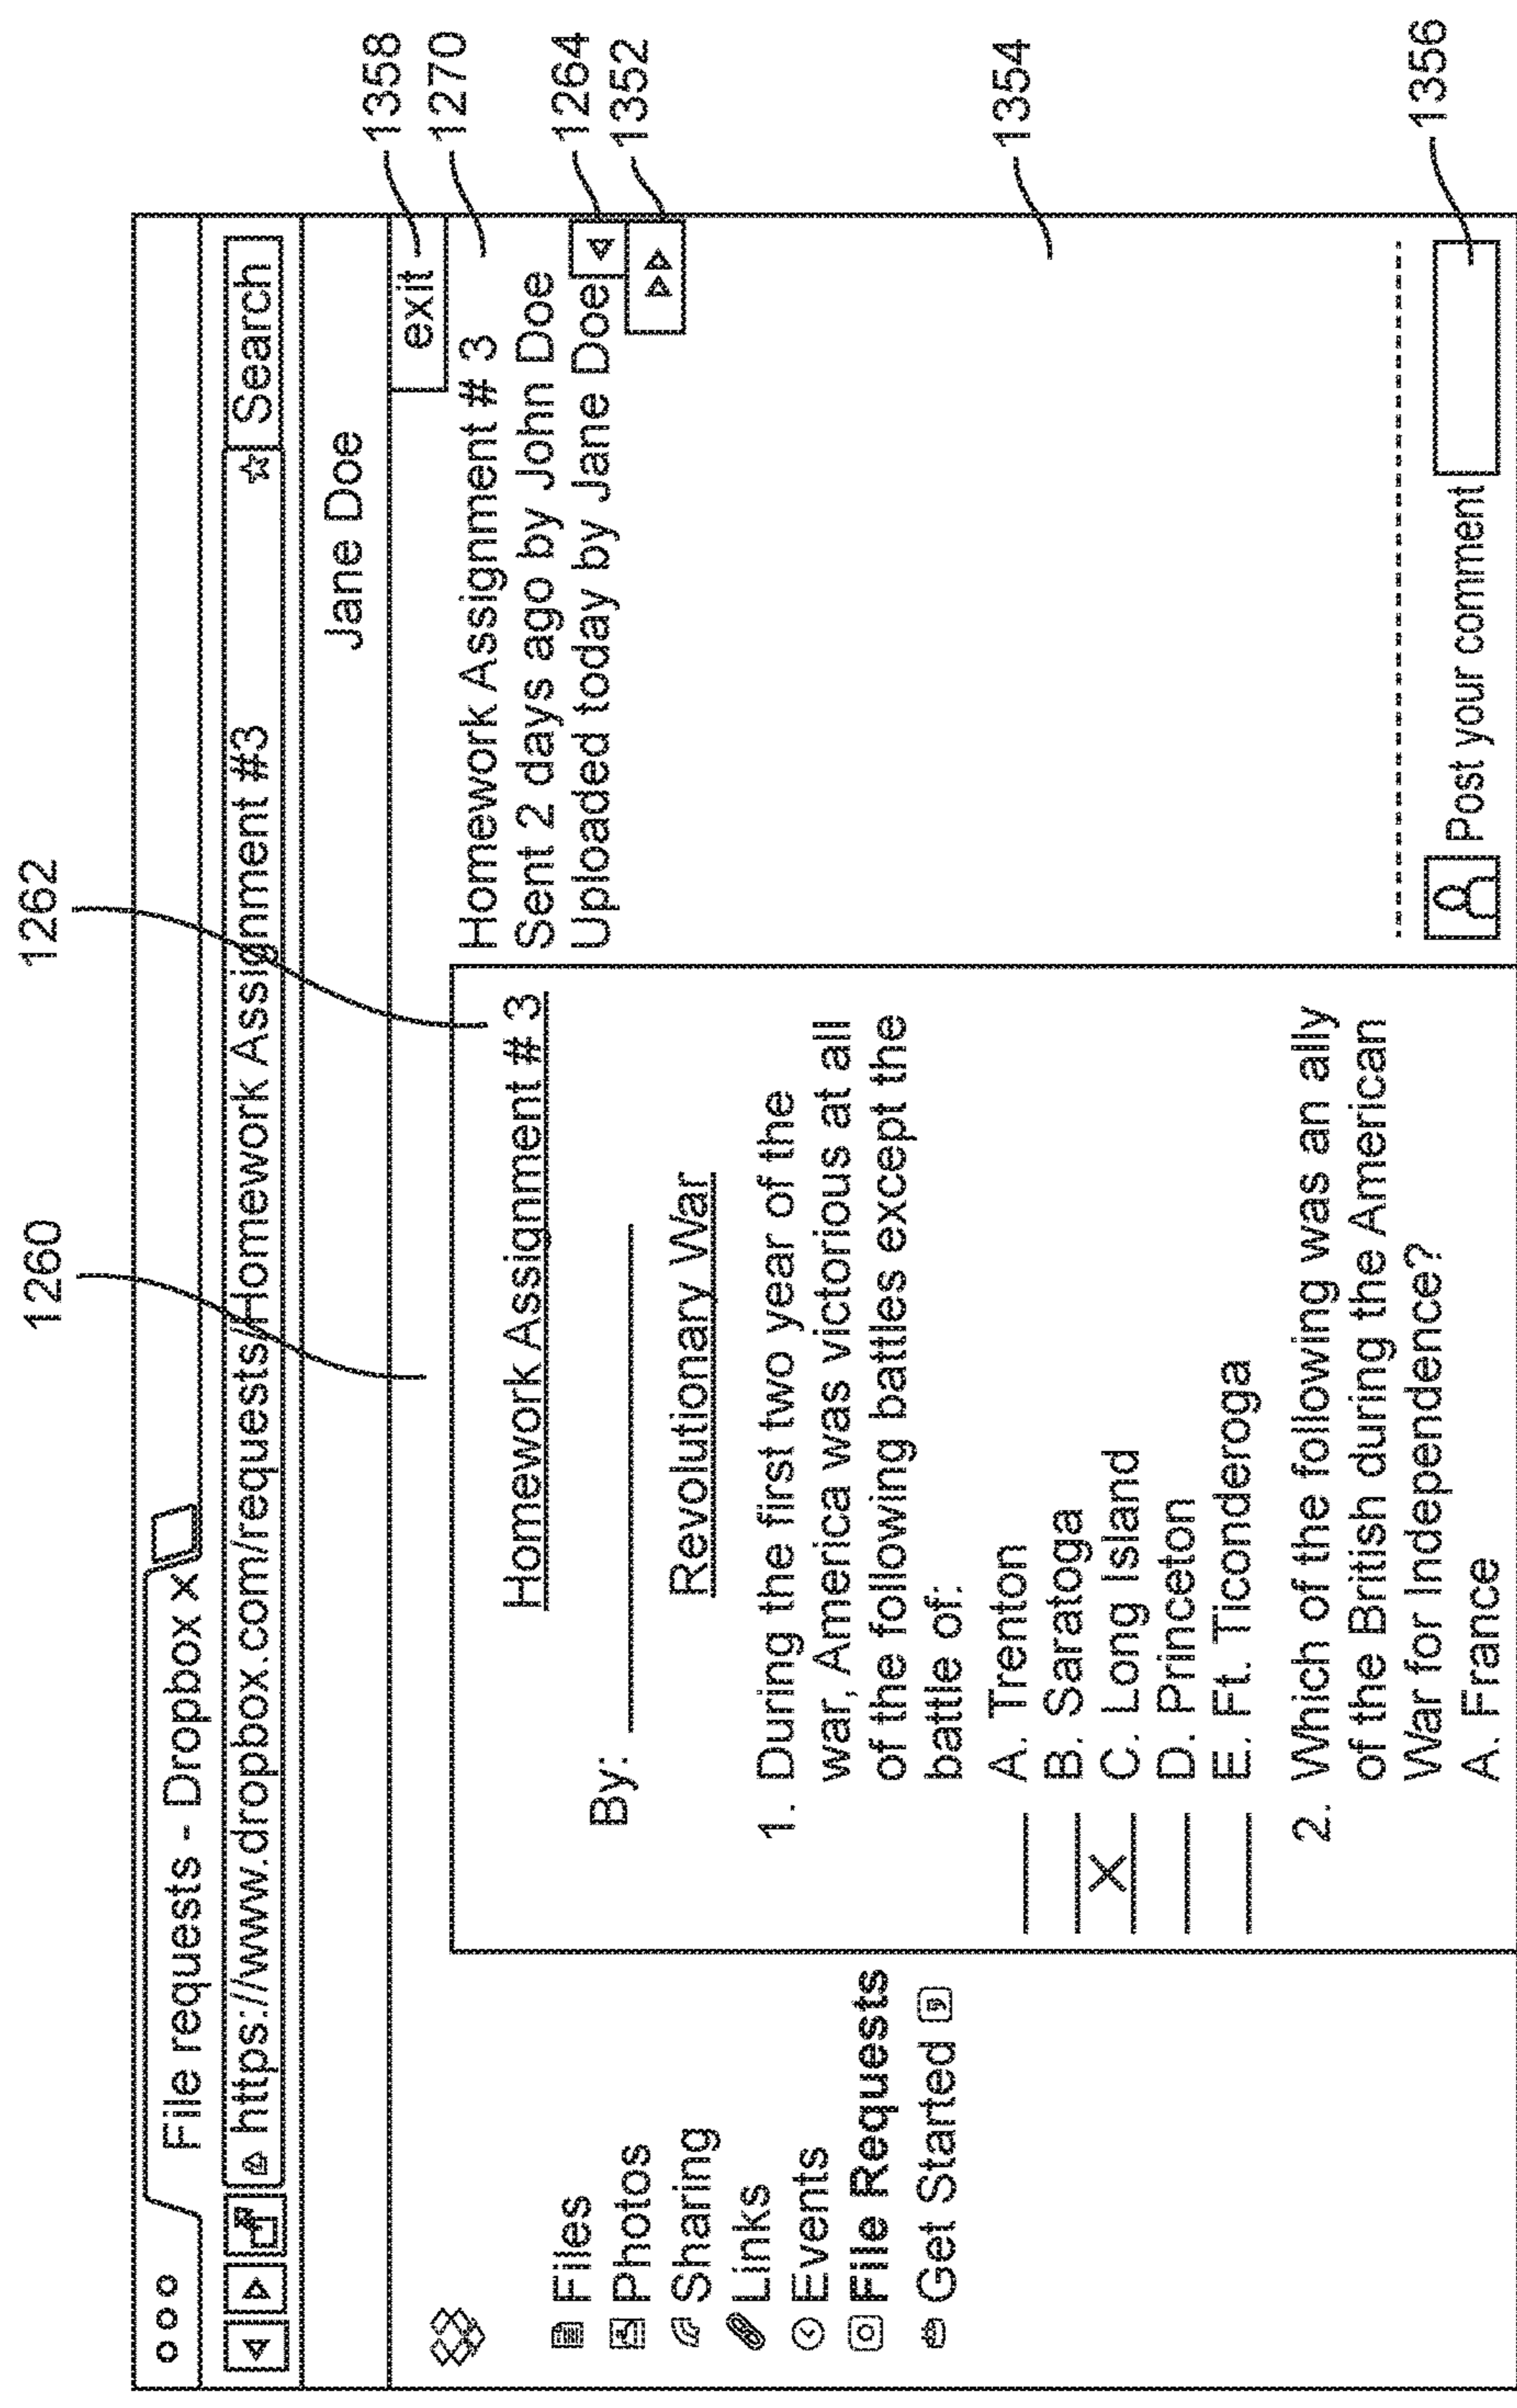 1260
1262
File requests - Dropbox X
https://www.dropbox.com/requests/Homework Assignment #3
Search
Jane Doe
exit
1358
1270
1264
1352
1354
1356
Files
Photos
Sharing
Links
Events
File Requests
Get Started
Homework Assignment # 3
By:
Revolutionary War
1. During the first two year of the
war, America was victorious at all
of the following battles except the
battle of:
A. Trenton
B. Saratoga
X C. Long Island
D. Princeton
E. Ft. Ticonderoga
2. Which of the following was an ally
of the British during the American
War for Independence?
A. France
Homework Assignment # 3
Sent 2 days ago by John Doe
Uploaded today by Jane Doe
Post your comment